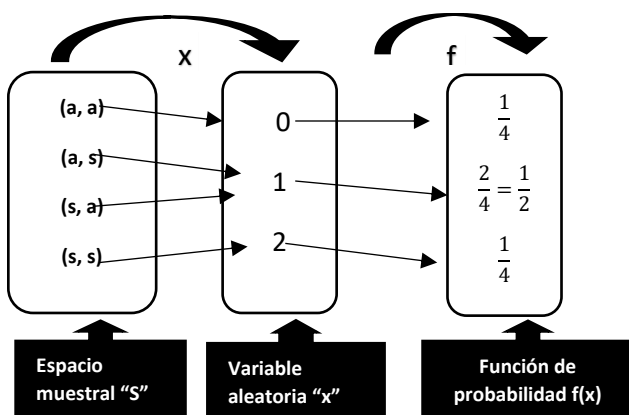 X
f
(a, a)
(a, s)
(s, a)
(s, s)
0
1
2
1/4
2/4 = 1/2
1/4
Espacio
muestral “S”
Variable
aleatoria “x”
Función de
probabilidad f(x)